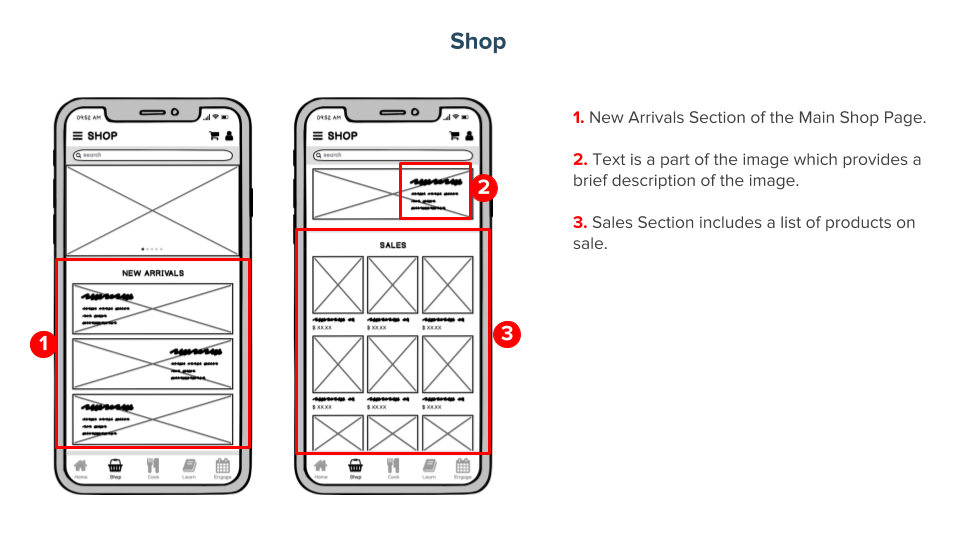 Shop
09:52 AM
SHOP
search
NEW ARRIVALS
1
Home
Shop
Cook
Learn
Engage
09:52 AM
SHOP
search
2
SALES
$ XX.XX
$ XX.XX
$ XX.XX
3
$ XX.XX
$ XX.XX
$ XX.XX
Home
Shop
Cook
Learn
Engage
1. New Arrivals Section of the Main Shop Page.
2. Text is a part of the image which provides a
brief description of the image.
3. Sales Section includes a list of products on
sale.